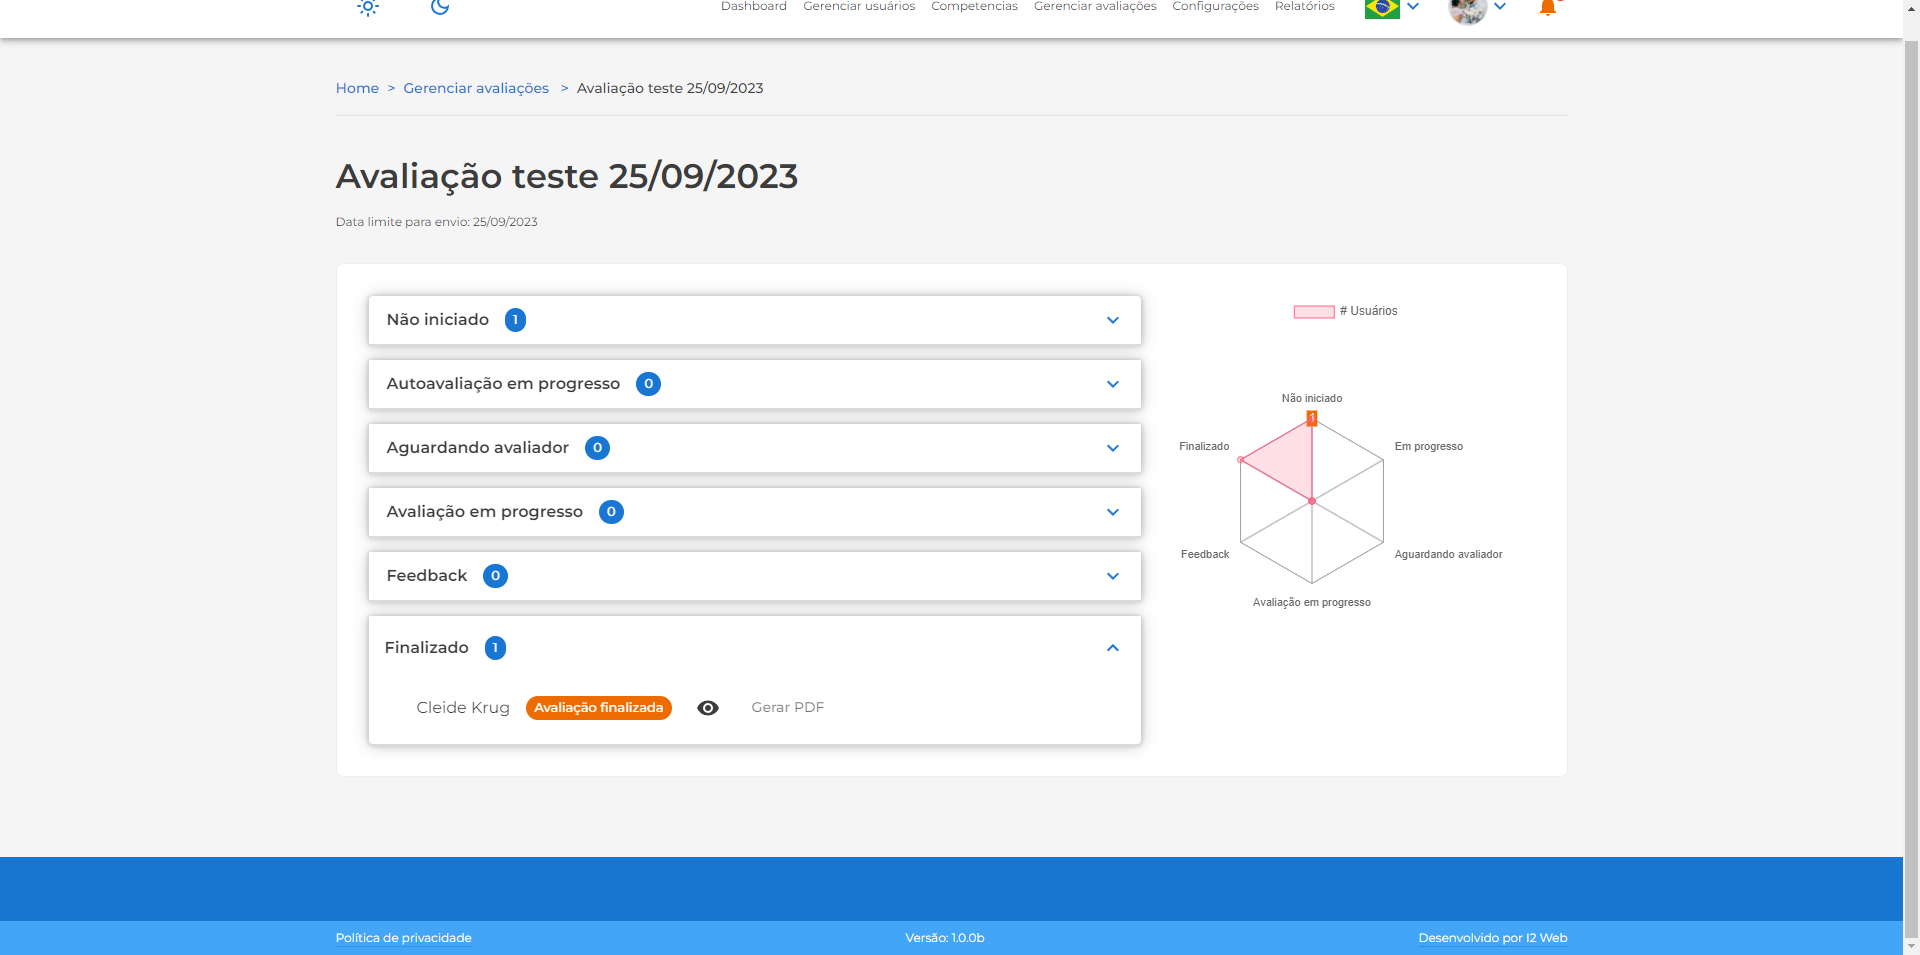 Dashboard Gerenciar usuários Competencias Gerenciar avaliações Configurações Relatórios
Home > Gerenciar avaliações > Avaliação teste 25/09/2023
Avaliação teste 25/09/2023
Data limite para envio: 25/09/2023
Não iniciado 1
Autoavaliação em progresso 0
Aguardando avaliador 0
Avaliação em progresso 0
Feedback 0
Finalizado 1
Cleide Krug Avaliação finalizada Gerar PDF
# Usuários
Não iniciado
1
Finalizado
Em progresso
Feedback
Aguardando avaliador
Avaliação em progresso
Política de privacidade
Versão: 1.0.0b
Desenvolvido por I2 Web